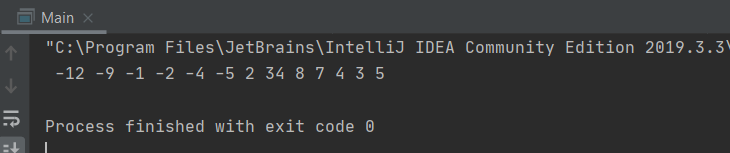 Main
"C:\Program Files\JetBrains\IntelliJ IDEA Community Edition 2019.3.3\
-12 -9 -1 -2 -4 -5 2 34 8 7 4 3 5
Process finished with exit code 0